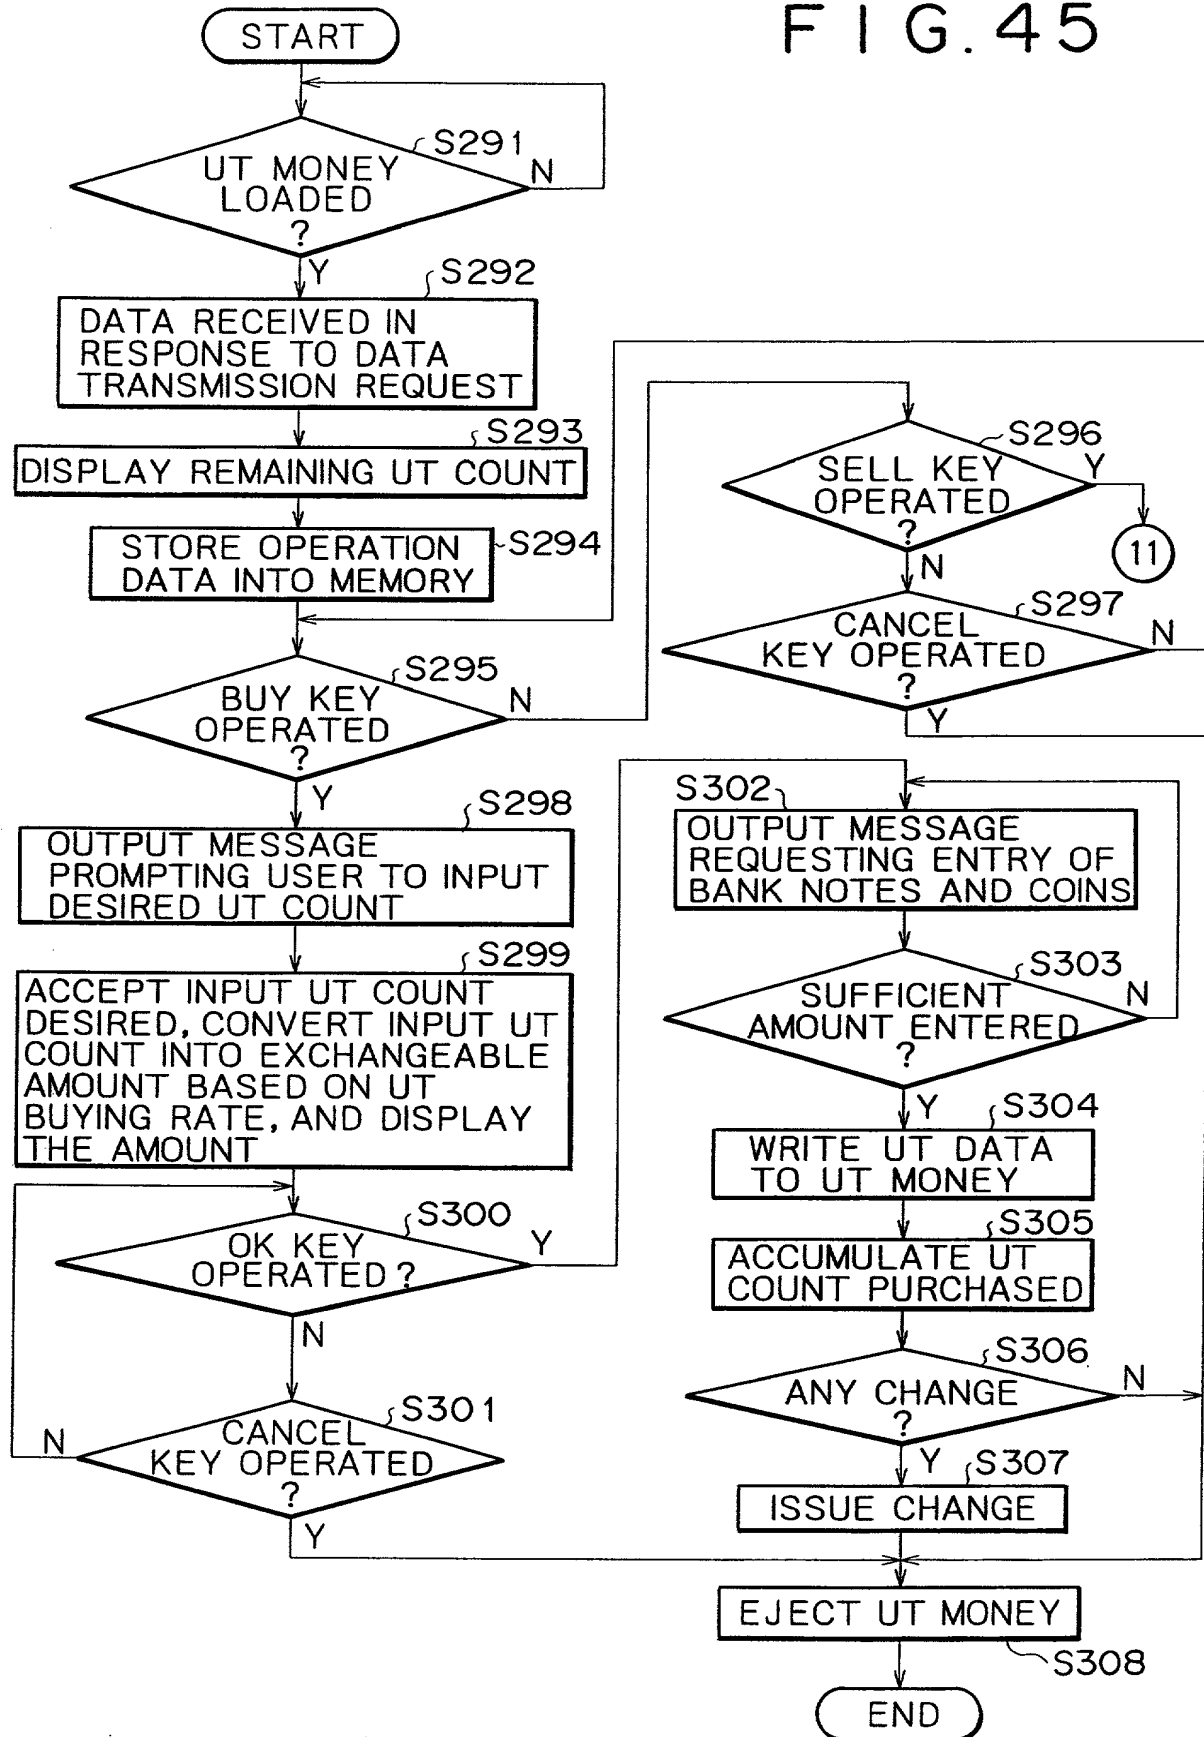 FIG. 45
START
S291
UT MONEY
LOADED
?
N
Y
S292
DATA RECEIVED IN
RESPONSE TO DATA
TRANSMISSION REQUEST
S293
DISPLAY REMAINING UT COUNT
STORE OPERATION
DATA INTO MEMORY
S294
S295
BUY KEY
OPERATED
?
N
Y
S296
SELL KEY
OPERATED
?
Y
11
N
S297
CANCEL
KEY OPERATED
?
N
Y
S298
OUTPUT MESSAGE
PROMPTING USER TO INPUT
DESIRED UT COUNT
S299
ACCEPT INPUT UT COUNT
DESIRED, CONVERT INPUT UT
COUNT INTO EXCHANGEABLE
AMOUNT BASED ON UT
BUYING RATE, AND DISPLAY
THE AMOUNT
S300
OK KEY
OPERATED ?
Y
N
S301
CANCEL
KEY OPERATED
?
N
Y
S302
OUTPUT MESSAGE
REQUESTING ENTRY OF
BANK NOTES AND COINS
S303
SUFFICIENT
AMOUNT ENTERED
?
N
Y
S304
WRITE UT DATA
TO UT MONEY
S305
ACCUMULATE UT
COUNT PURCHASED
S306
ANY CHANGE
?
N
Y
S307
ISSUE CHANGE
EJECT UT MONEY
S308
END